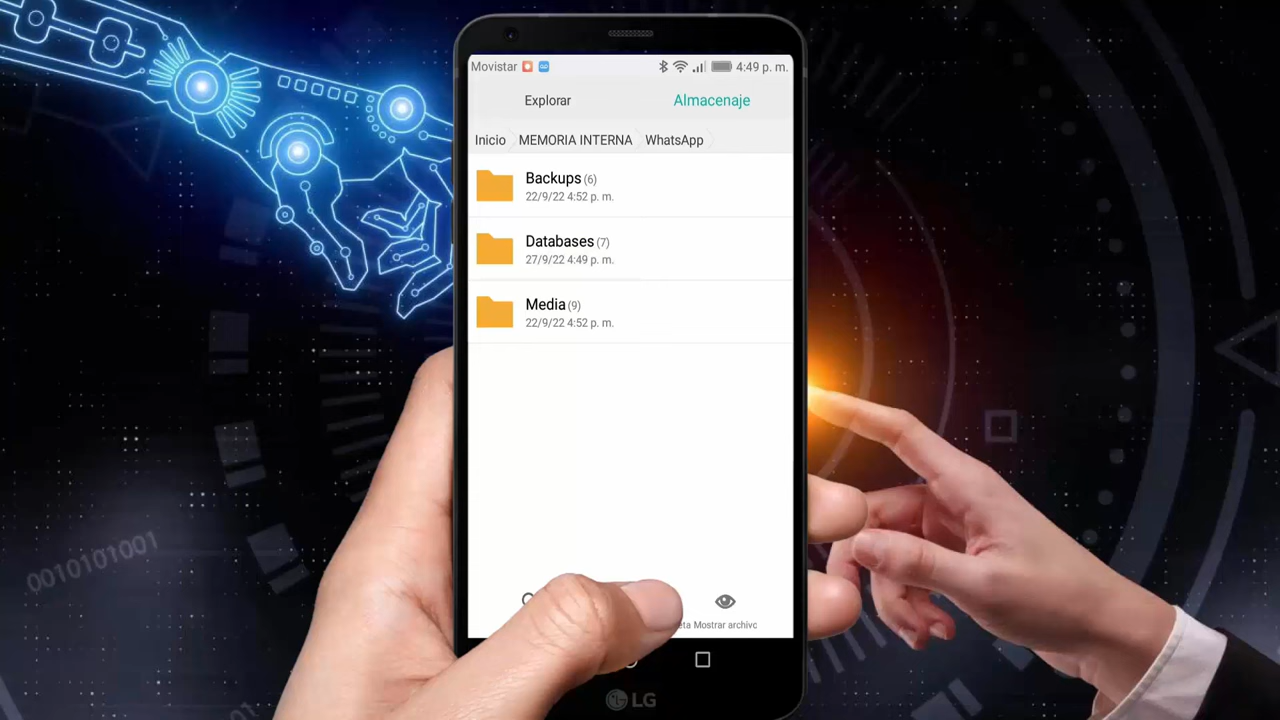 Movistar 4:49 p. m.
Explorar Almacenaje
Inicio MEMORIA INTERNA WhatsApp
Backups (6)
22/9/22 4:52 p. m.
Databases (7)
27/9/22 4:49 p. m.
Media (9)
22/9/22 4:52 p. m.
Mostrar archivo
LG
0010101001